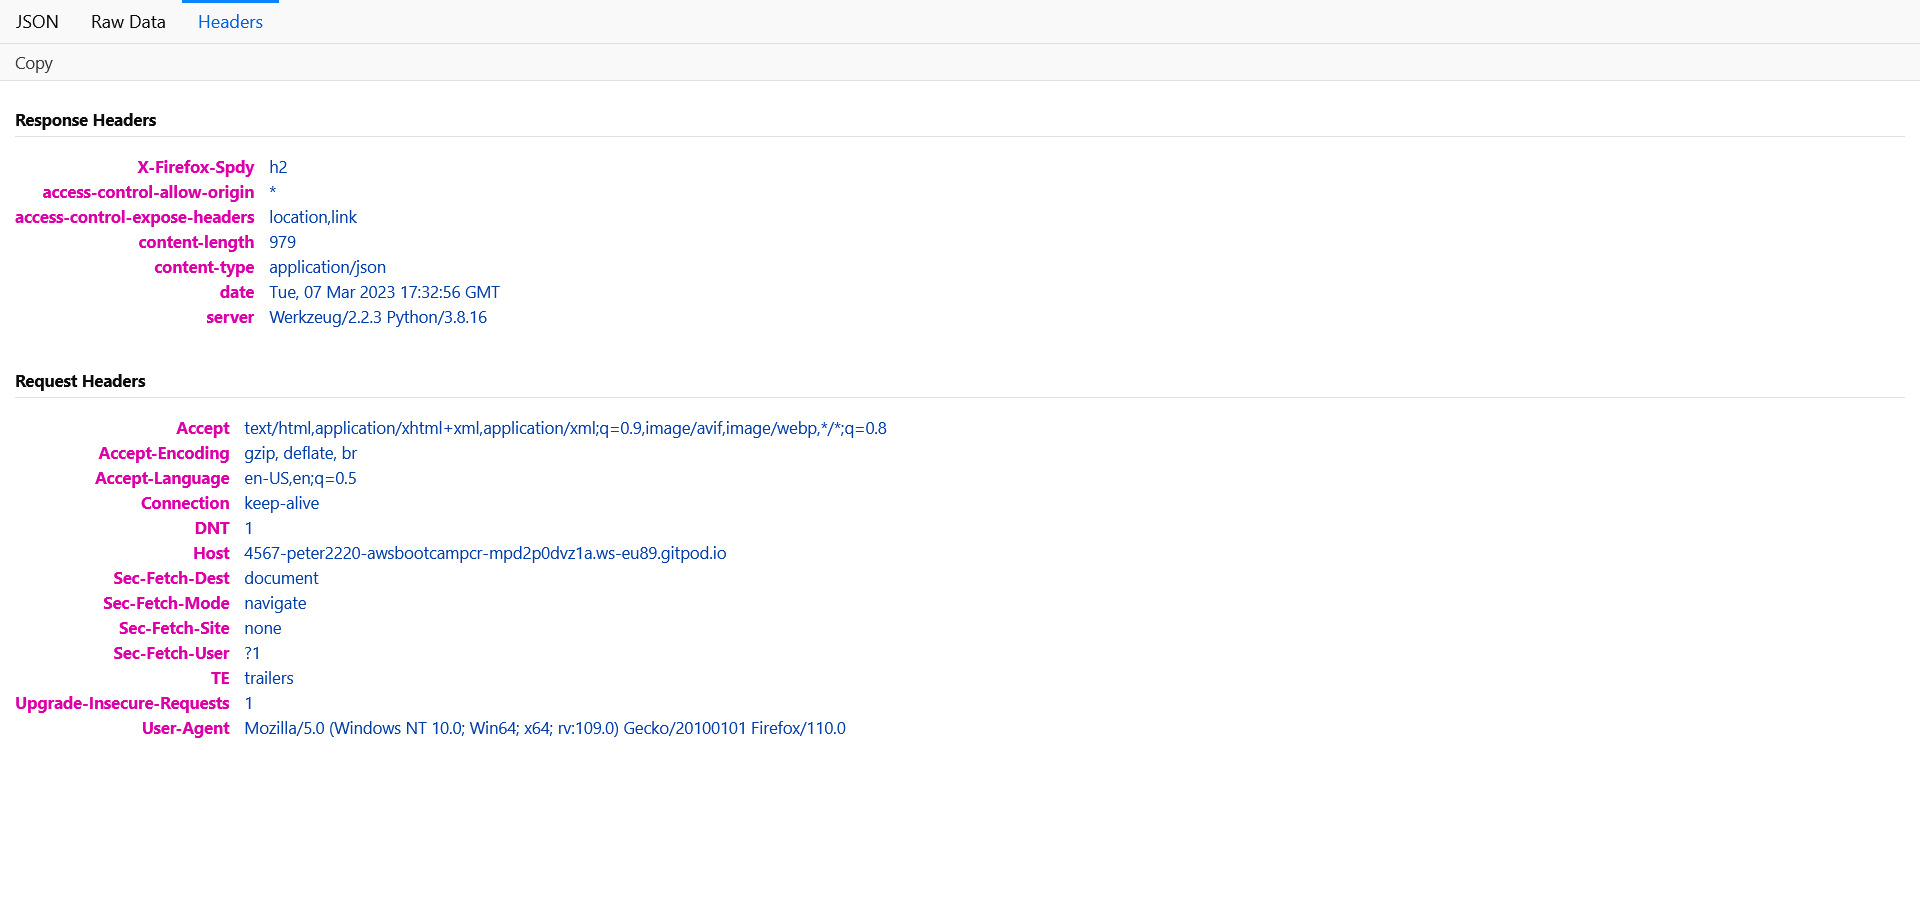 JSON Raw Data Headers
Copy
Response Headers
X-Firefox-Spdy h2
access-control-allow-origin *
access-control-expose-headers location,link
content-length 979
content-type application/json
date Tue, 07 Mar 2023 17:32:56 GMT
server Werkzeug/2.2.3 Python/3.8.16
Request Headers
Accept text/html,application/xhtml+xml,application/xml;q=0.9,image/avif,image/webp,*/*;q=0.8
Accept-Encoding gzip, deflate, br
Accept-Language en-US,en;q=0.5
Connection keep-alive
DNT 1
Host 4567-peter2220-awsbootcampcr-mpd2p0dvz1a.ws-eu89.gitpod.io
Sec-Fetch-Dest document
Sec-Fetch-Mode navigate
Sec-Fetch-Site none
Sec-Fetch-User ?1
TE trailers
Upgrade-Insecure-Requests 1
User-Agent Mozilla/5.0 (Windows NT 10.0; Win64; x64; rv:109.0) Gecko/20100101 Firefox/110.0